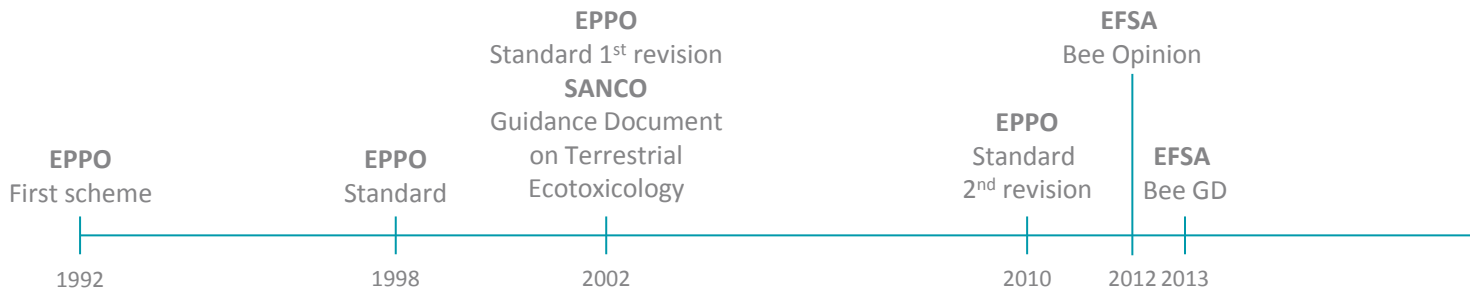 EPPO
First scheme
EPPO
Standard
EPPO
Standard 1st revision
SANCO
Guidance Document
on Terrestrial
Ecotoxicology
EPPO
Standard
2nd revision
EFSA
Bee Opinion
EFSA
Bee GD
1992
1998
2002
2010
2012
2013